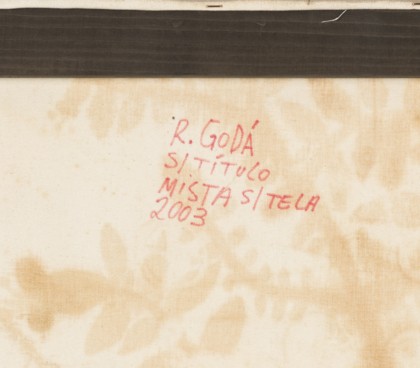 R. GODÁ
S/TÍTULO
MISTA S/TELA
2003